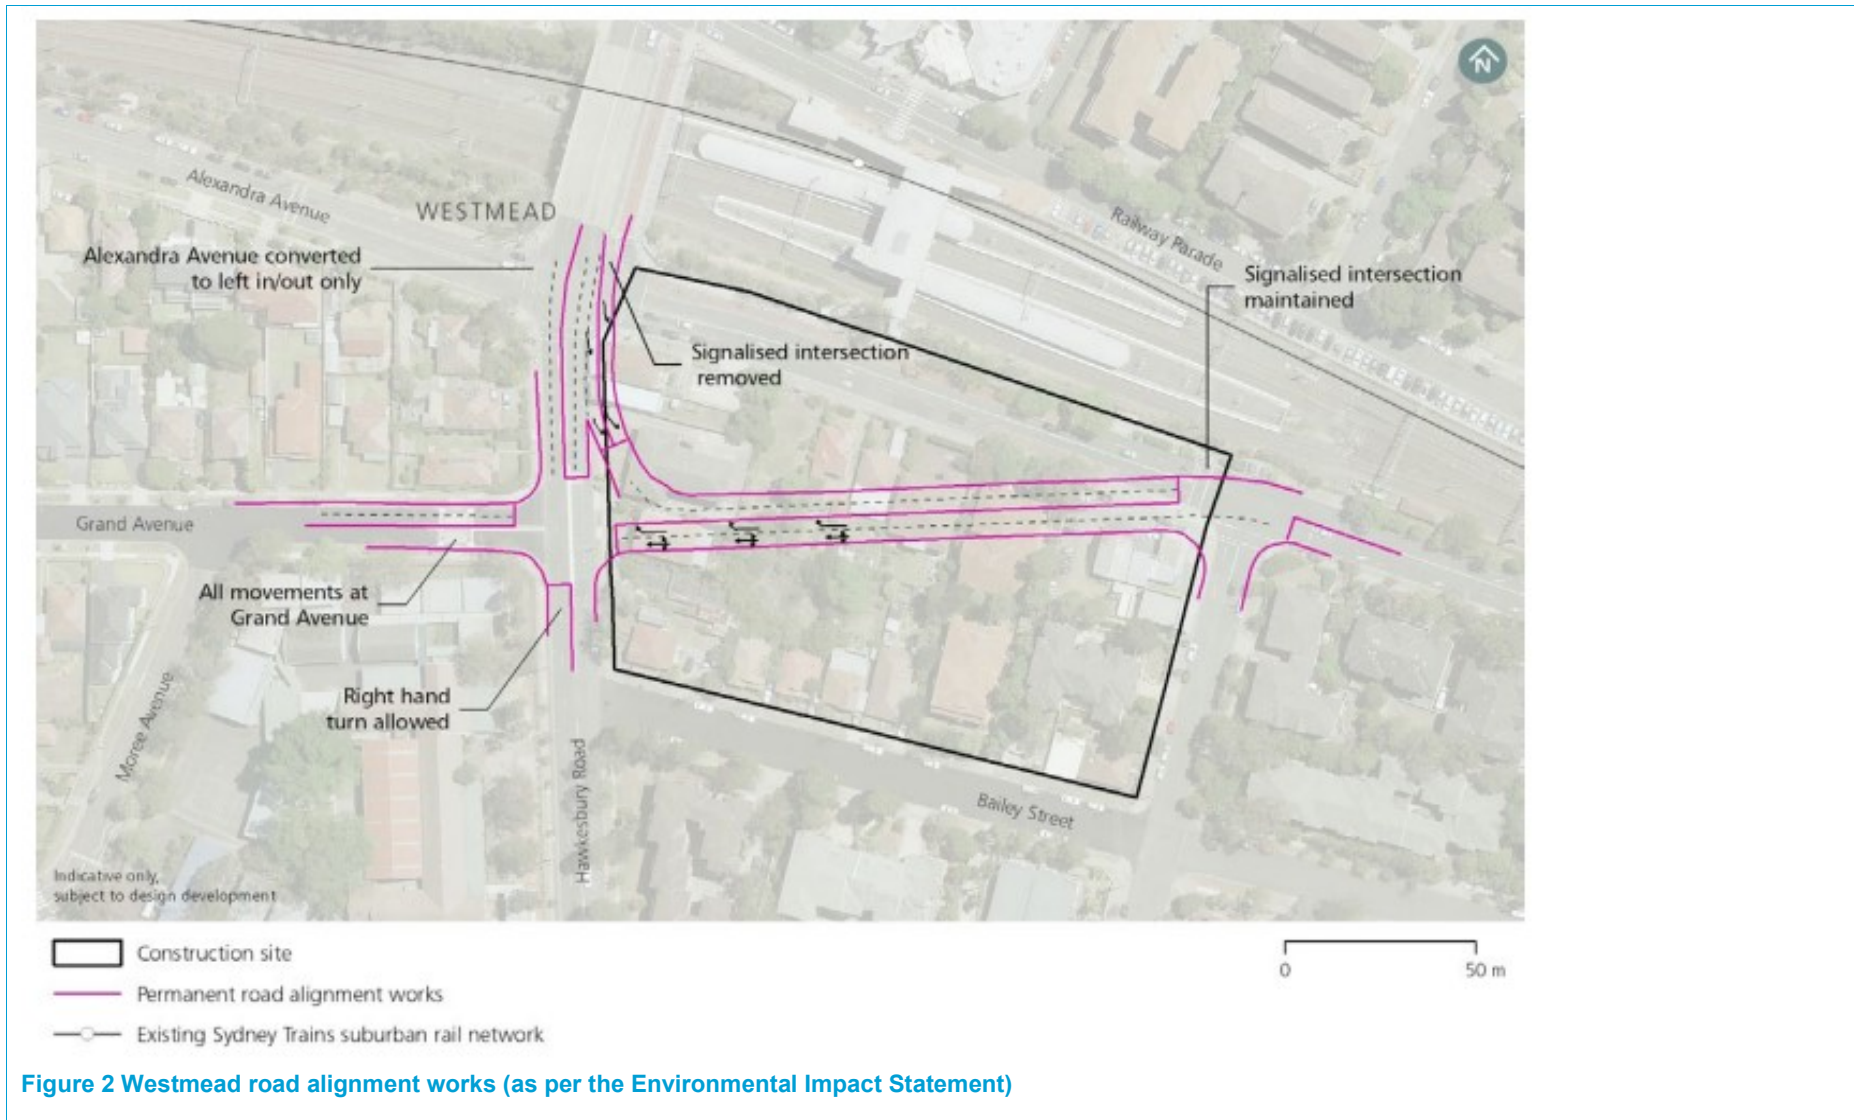 N
Alexandra Avenue
WESTMEAD
Railway Parade
Alexandra Avenue converted
to left in/out only
Signalised intersection
maintained
Signalised intersection
removed
Grand Avenue
All movements at
Grand Avenue
Right hand
turn allowed
Moree Avenue
Hawkesbury Road
Bailey Street
Indicative only,
subject to design development
Construction site
0 50 m
Permanent road alignment works
Existing Sydney Trains suburban rail network
Figure 2 Westmead road alignment works (as per the Environmental Impact Statement)